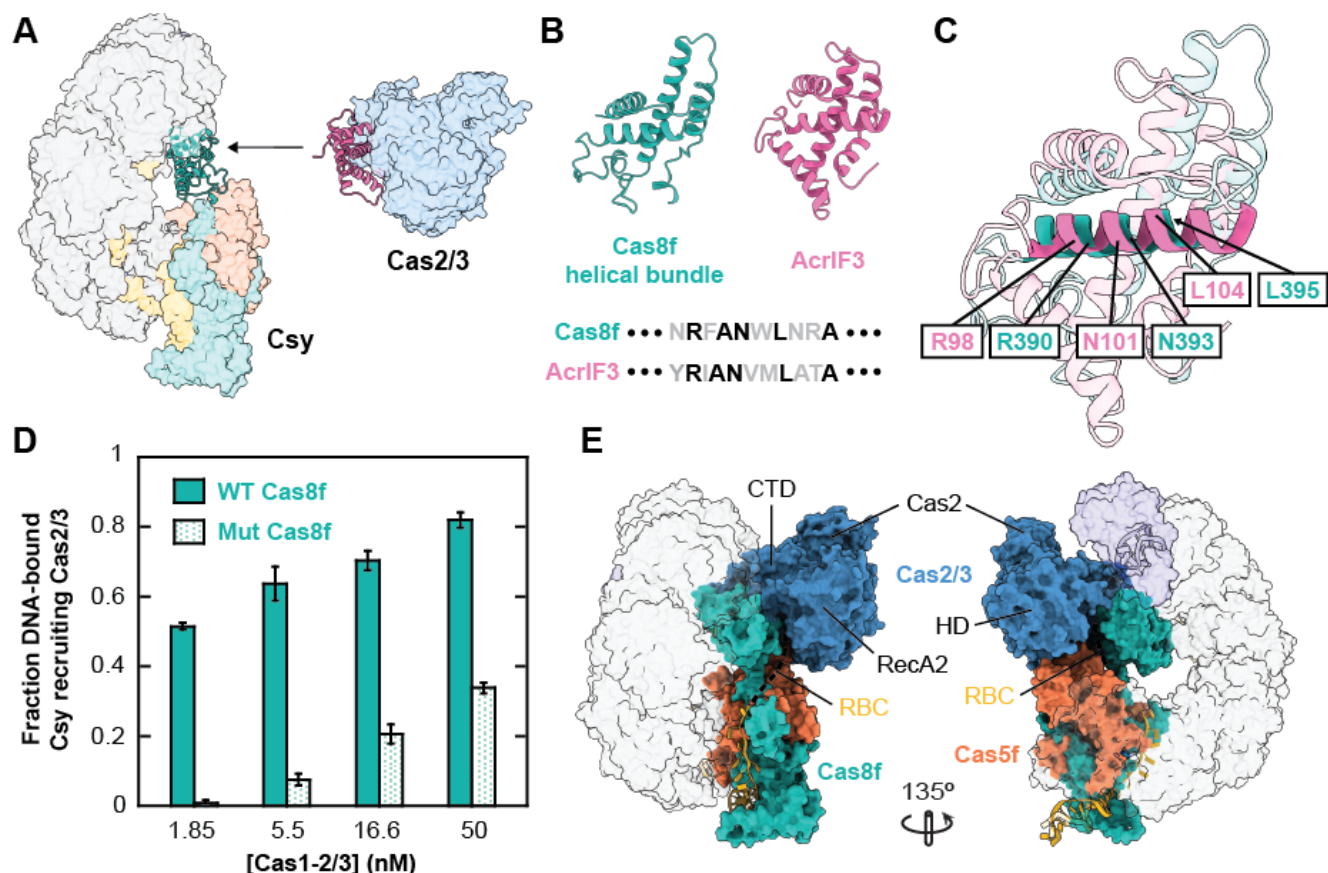 A
Cas2/3
Csy
B
Cas8f
helical bundle
AcrIF3
Cas8f ••• NRFANWLNRA •••
AcrIF3 ••• YRIANVMLATA •••
C
L104 L395
R98 R390 N101 N393
D
Fraction DNA-bound
Csy recruiting Cas2/3
1
0.8
0.6
0.4
0.2
0
WT Cas8f
Mut Cas8f
1.85 5.5 16.6 50
[Cas1-2/3] (nM)
E
CTD
Cas2
Cas2/3
HD
RecA2
RBC
RBC
Cas8f
Cas5f
135º